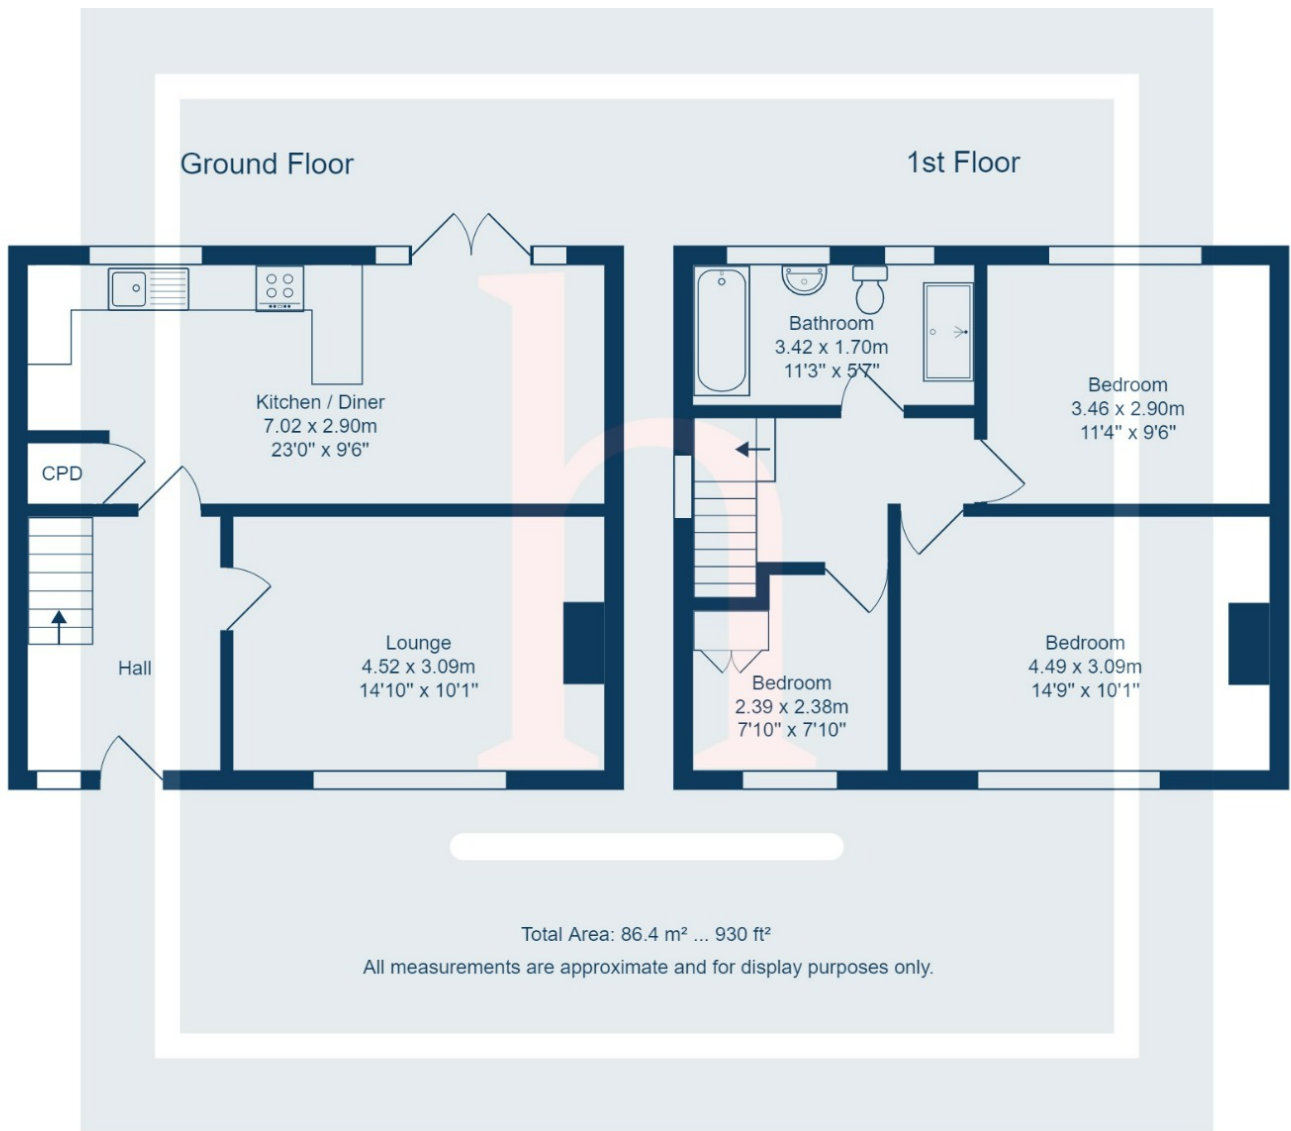 Ground Floor
1st Floor
Kitchen / Diner
7.02 x 2.90m
23'0" x 9'6"
CPD
Hall
Lounge
4.52 x 3.09m
14'10" x 10'1"
Bathroom
3.42 x 1.70m
11'3" x 5'7"
Bedroom
3.46 x 2.90m
11'4" x 9'6"
Bedroom
4.49 x 3.09m
14'9" x 10'1"
Bedroom
2.39 x 2.38m
7'10" x 7'10"
h
Total Area: 86.4 m² ... 930 ft²
All measurements are approximate and for display purposes only.